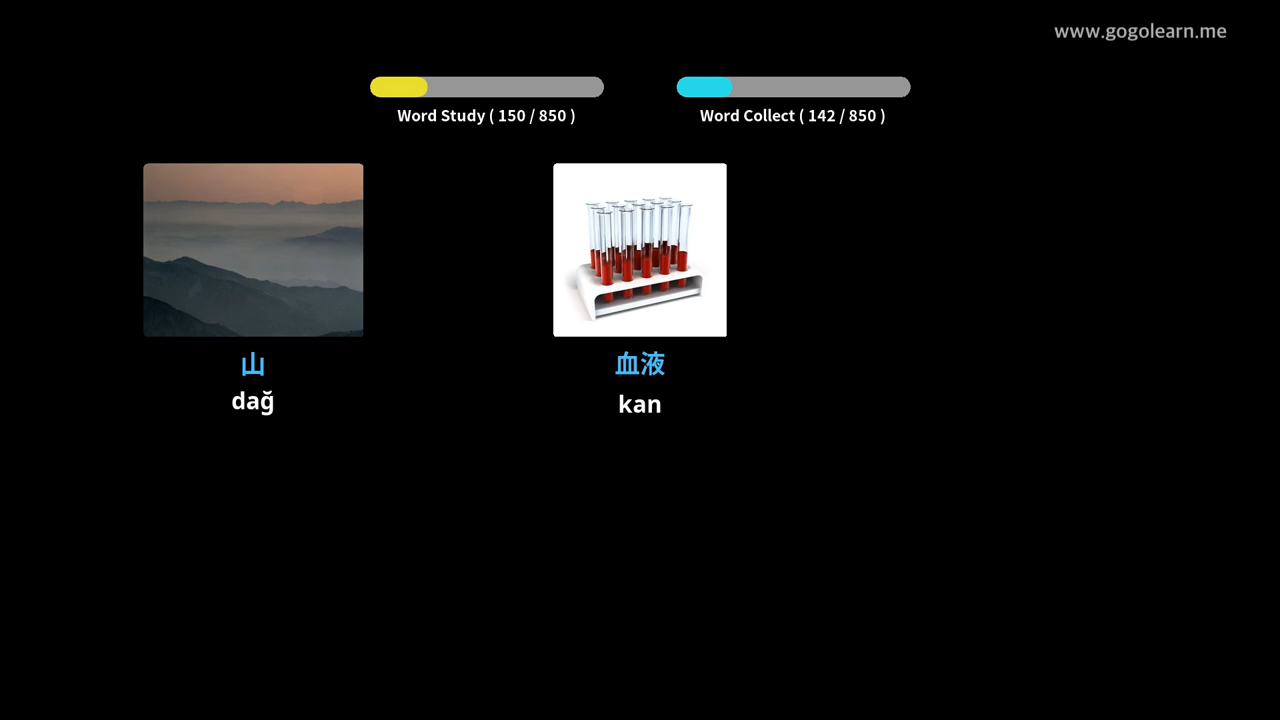 www.gogolearn.me
Word Study ( 150 / 850 )
Word Collect ( 142 / 850 )
山
dağ
血液
kan